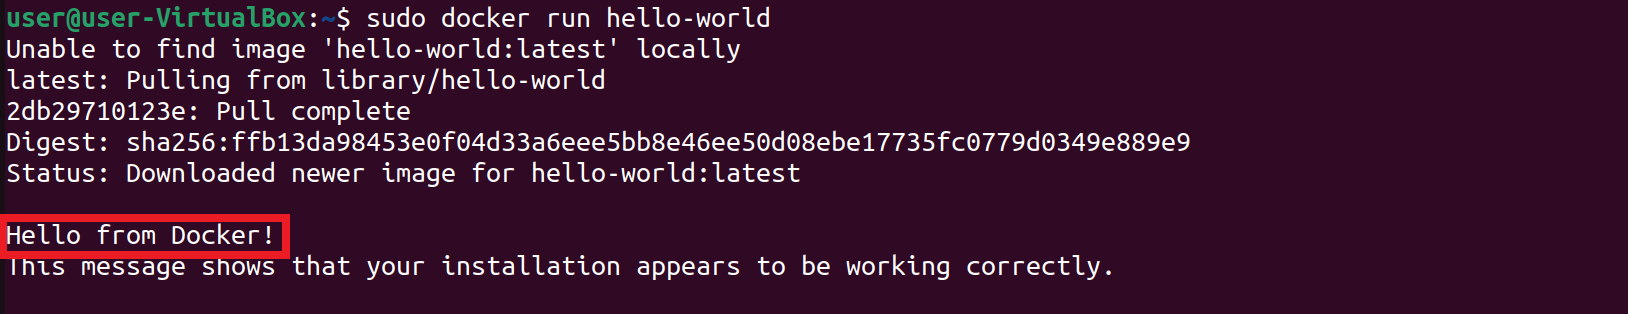 user@user-VirtualBox:~$ sudo docker run hello-world
Unable to find image 'hello-world:latest' locally
latest: Pulling from library/hello-world
2db29710123e: Pull complete
Digest: sha256:ffb13da98453e0f04d33a6eee5bb8e46ee50d08ebe17735fc0779d0349e889e9
Status: Downloaded newer image for hello-world:latest
Hello from Docker!
This message shows that your installation appears to be working correctly.